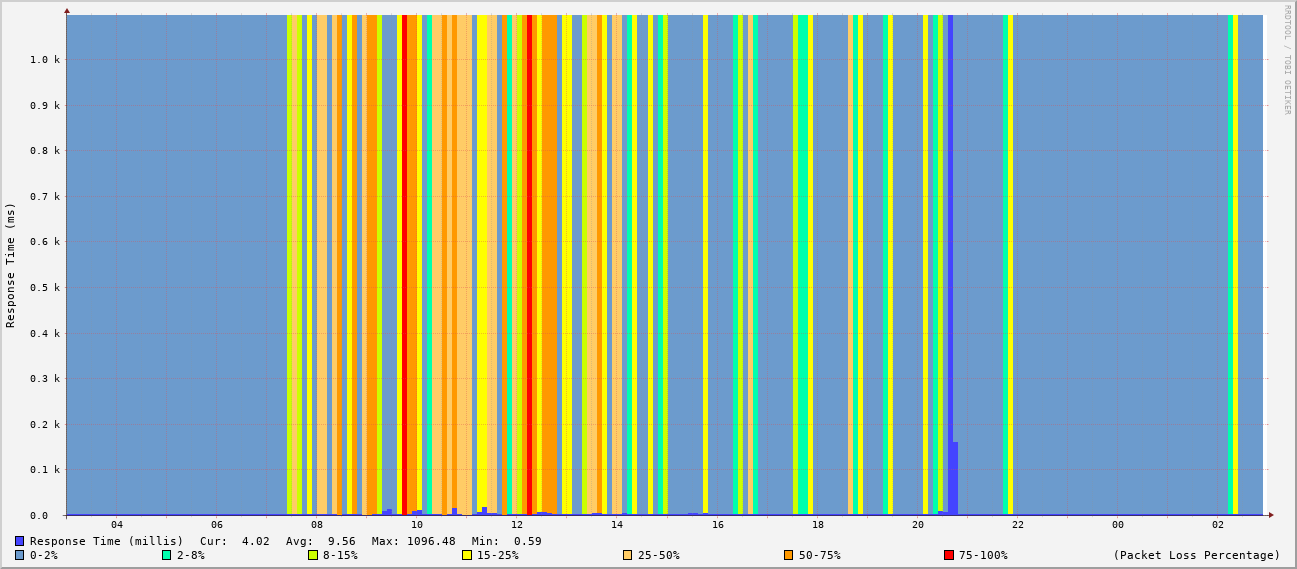 RRDTOOL / TOBI OETIKER
Response Time (ms)
1.0 k
0.9 k
0.8 k
0.7 k
0.6 k
0.5 k
0.4 k
0.3 k
0.2 k
0.1 k
0.0
04 06 08 10 12 14 16 18 20 22 00 02
Response Time (millis) Cur: 4.02 Avg: 9.56 Max: 1096.48 Min: 0.59
0-2% 2-8% 8-15% 15-25% 25-50% 50-75% 75-100% (Packet Loss Percentage)